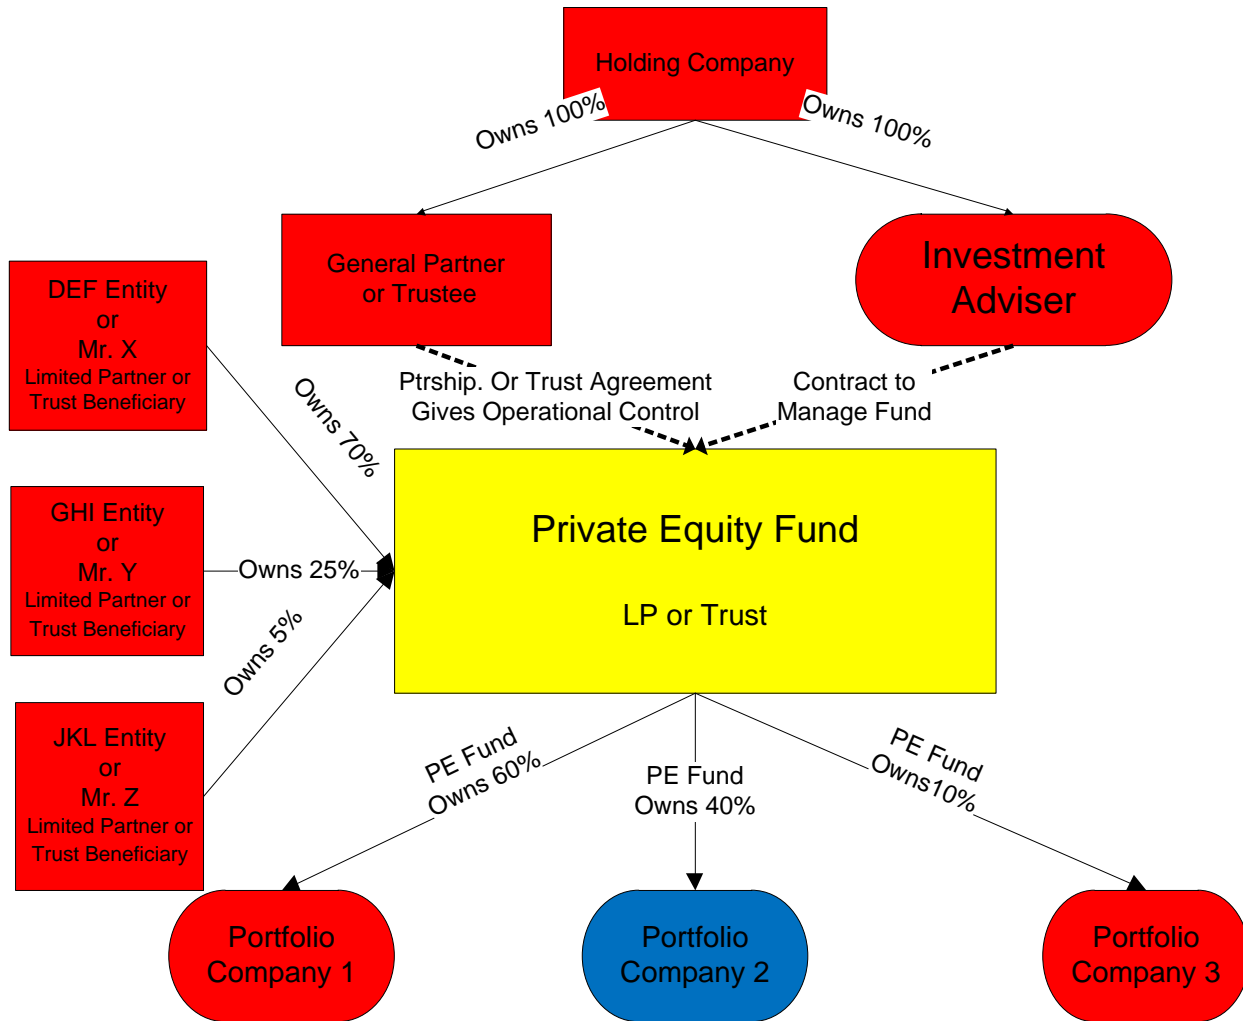 Holding Company
Owns 100%
Owns 100%
General Partner
or Trustee
Investment
Adviser
DEF Entity
or
Mr. X
Limited Partner or
Trust Beneficiary
Ptrship. Or Trust Agreement
Gives Operational Control
Contract to
Manage Fund
Owns 70%
GHI Entity
or
Mr. Y
Limited Partner or
Trust Beneficiary
Owns 25%
Private Equity Fund
LP or Trust
Owns 5%
JKL Entity
or
Mr. Z
Limited Partner or
Trust Beneficiary
PE Fund
Owns 60%
PE Fund
Owns 40%
PE Fund
Owns10%
Portfolio
Company 1
Portfolio
Company 2
Portfolio
Company 3